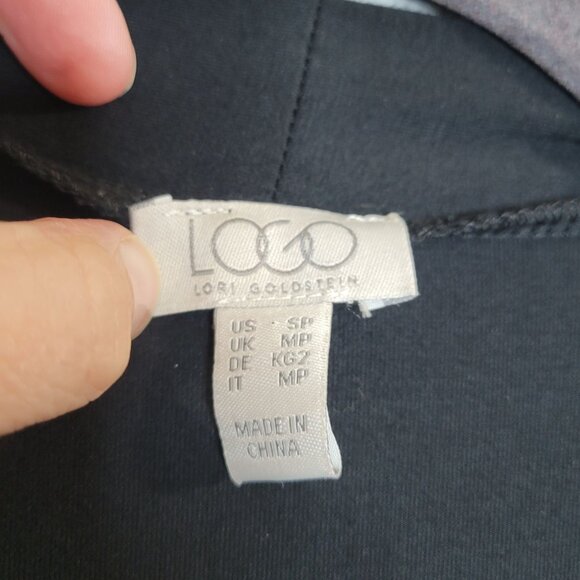 LOGO
LORI GOLDSTEIN
US SP
UK MP
DE KG2
IT MP
MADE IN
CHINA